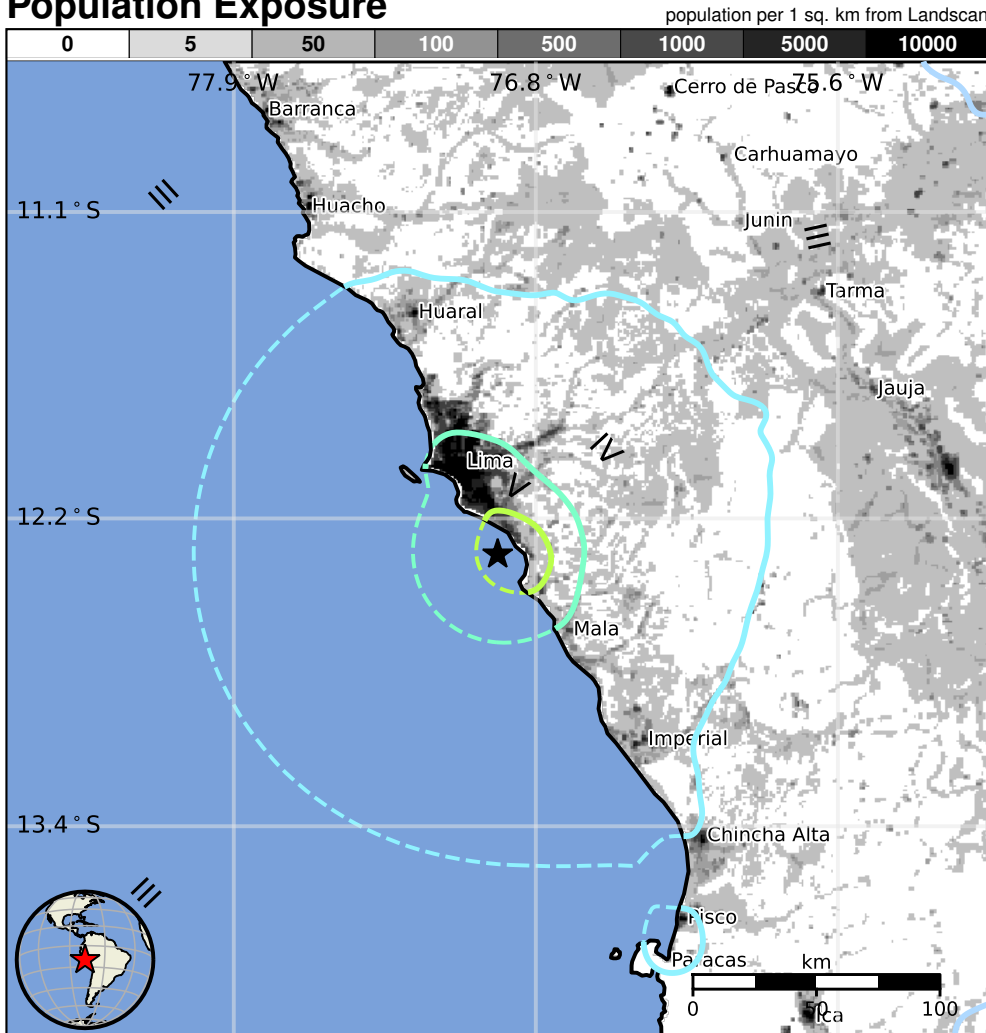 Population Exposure
population per 1 sq. km from Landscan
0 5 50 100 500 1000 5000 10000
77.9°W 76.8°W 75.6°W
Cerro de Pasco
Barranca
Carhuamayo
III
Huacho
11.1°S
Junin
III
Tarma
Huaral
Jauja
IV
Lima
V
12.2°S
Mala
Imperial
13.4°S
Chincha Alta
III
Pisco
Paracas
km
0 50 100
Ica